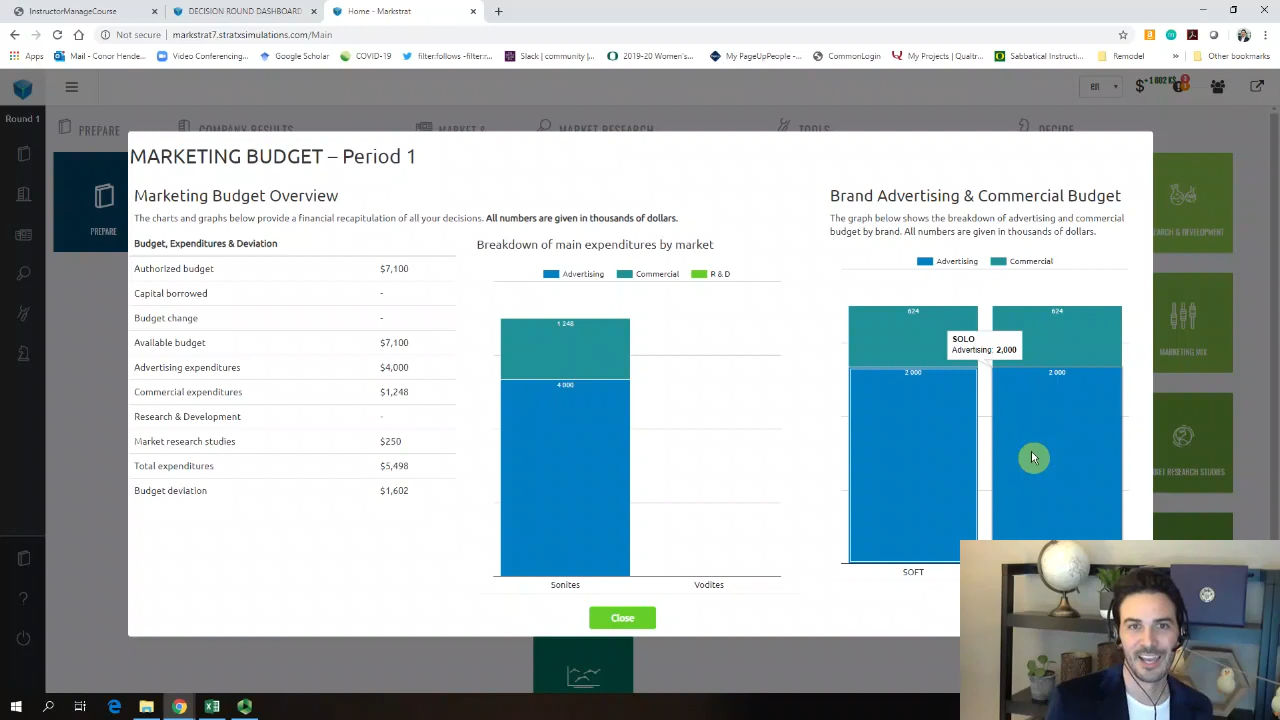 InstructorManageCourse
DECISION ROUND DASHBOARD
Home - Markstrat
Not secure | markstrat7.stratxsimulations.com/Main
Apps
Mail - Conor Hende...
Video Conferencing...
Google Scholar
COVID-19
filter:follows -filter:r...
Slack | community |...
2019-20 Women's...
My PageUpPeople -...
CommonLogin
My Projects | Qualtr...
Sabbatical Instructi...
Remodel
»
Other bookmarks
en
$ +1 602 K$
Round 1
PREPARE
COMPANY RESULTS
MARKET &
MARKET RESEARCH
TOOLS
DECIDE
PREPARE
MARKETING BUDGET – Period 1
Marketing Budget Overview
The charts and graphs below provide a financial recapitulation of all your decisions. All numbers are given in thousands of dollars.
Budget, Expenditures & Deviation
Authorized budget $7,100
Capital borrowed -
Budget change -
Available budget $7,100
Advertising expenditures $4,000
Commercial expenditures $1,248
Research & Development -
Market research studies $250
Total expenditures $5,498
Budget deviation $1,602
Breakdown of main expenditures by market
Advertising Commercial R & D
1 248
4 000
Sonites Vodites
Brand Advertising & Commercial Budget
The graph below shows the breakdown of advertising and commercial
budget by brand. All numbers are given in thousands of dollars.
Advertising Commercial
624 624
SOLO
Advertising: 2,000
2 000 2 000
SOFT
Close
MARKETING MIX